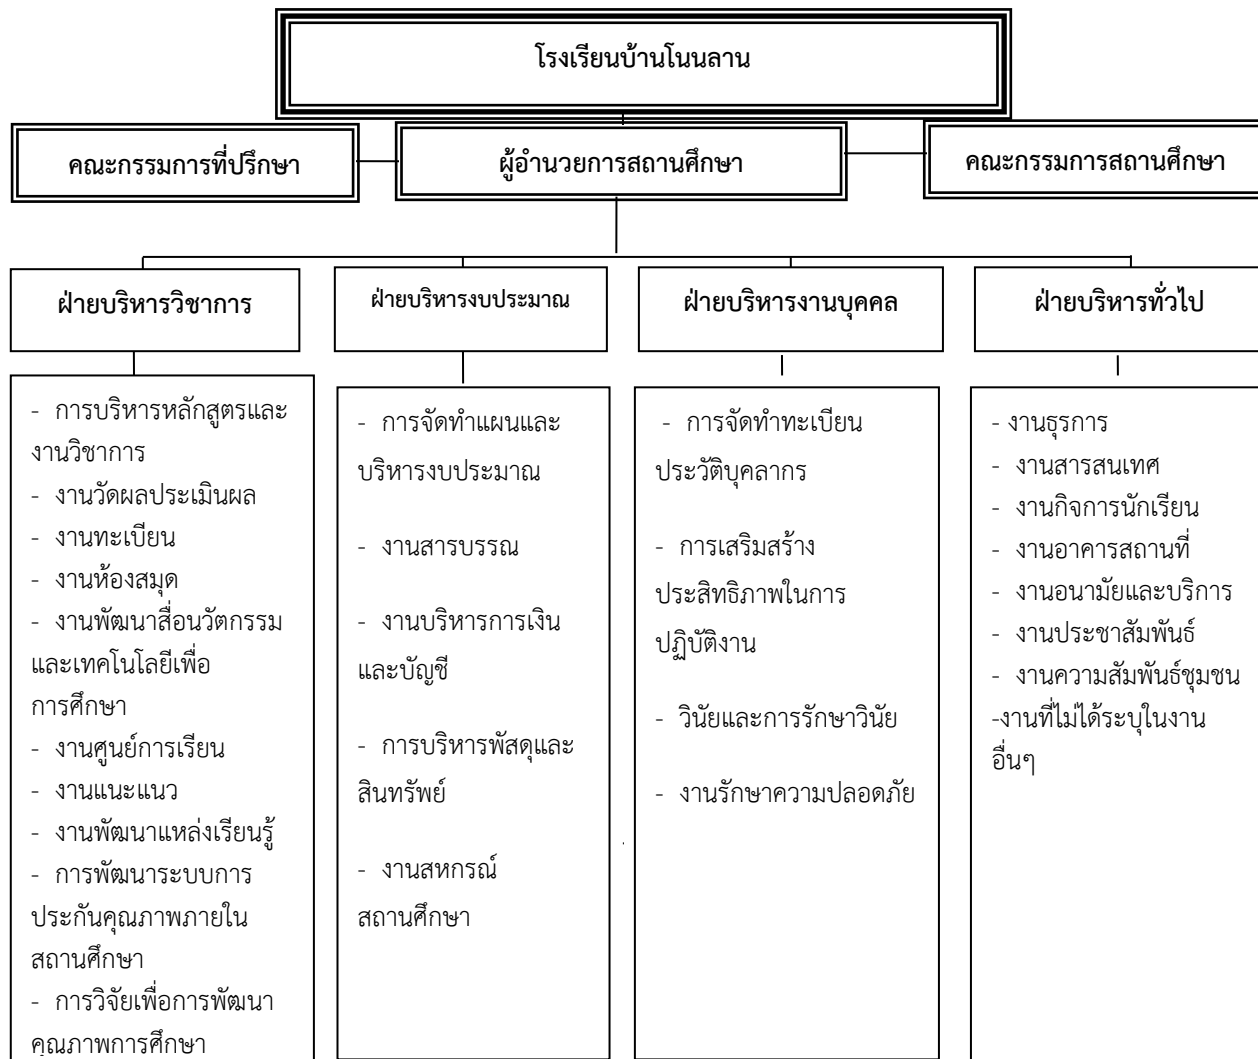 โรงเรียนบ้านโนนลาน
คณะกรรมการที่ปรึกษา
ผู้อำนวยการสถานศึกษา
คณะกรรมการสถานศึกษา
ฝ่ายบริหารวิชาการ
ฝ่ายบริหารงบประมาณ
ฝ่ายบริหารงานบุคคล
ฝ่ายบริหารทั่วไป
- การบริหารหลักสูตรและ
งานวิชาการ
- งานวัดผลประเมินผล
- งานทะเบียน
- งานห้องสมุด
- งานพัฒนาสื่อนวัตกรรม
และเทคโนโลยีเพื่อ
การศึกษา
- งานศูนย์การเรียน
- งานแนะแนว
- งานพัฒนาแหล่งเรียนรู้
- การพัฒนาระบบการ
ประกันคุณภาพภายใน
สถานศึกษา
- การวิจัยเพื่อการพัฒนา
คุณภาพการศึกษา
- การจัดทำแผนและ
บริหารงบประมาณ
- งานสารบรรณ
- งานบริหารการเงิน
และบัญชี
- การบริหารพัสดุและ
สินทรัพย์
- งานสหกรณ์
สถานศึกษา
- การจัดทำทะเบียน
ประวัติบุคลากร
- การเสริมสร้าง
ประสิทธิภาพในการ
ปฏิบัติงาน
- วินัยและการรักษาวินัย
- งานรักษาความปลอดภัย
- งานธุรการ
- งานสารสนเทศ
- งานกิจการนักเรียน
- งานอาคารสถานที่
- งานอนามัยและบริการ
- งานประชาสัมพันธ์
- งานความสัมพันธ์ชุมชน
-งานที่ไม่ได้ระบุในงาน
อื่นๆ